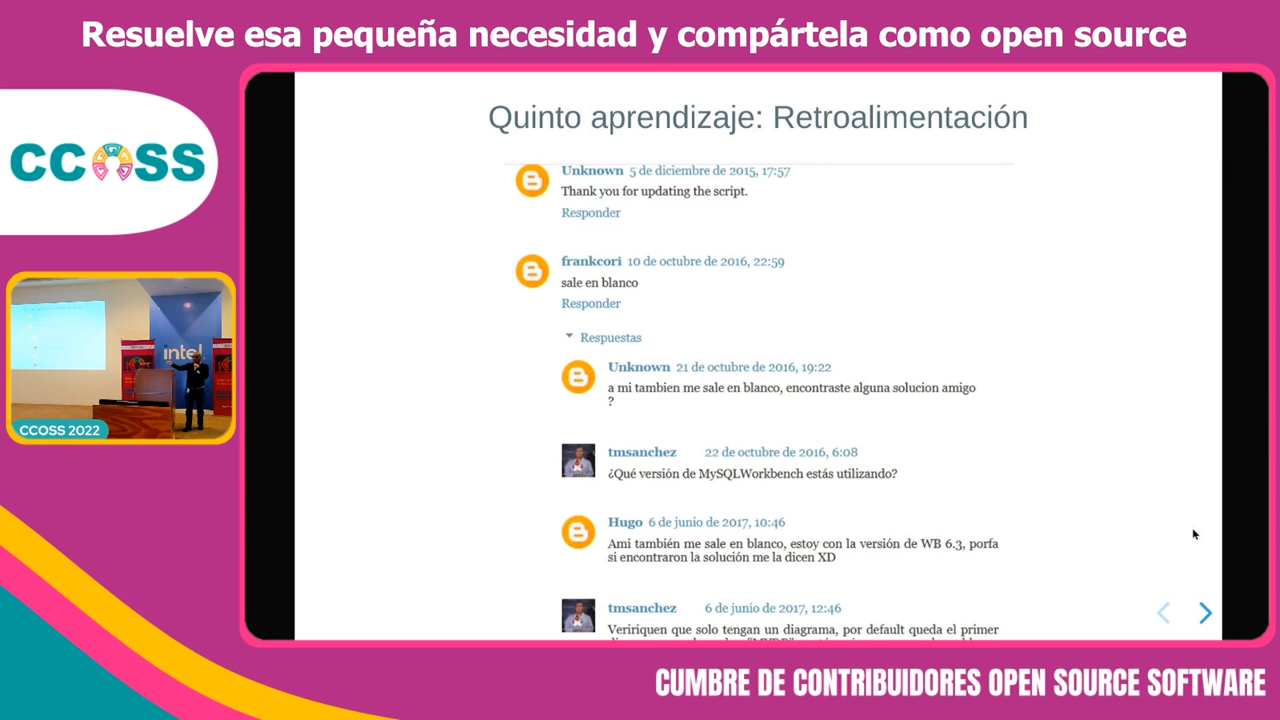 Resuelve esa pequeña necesidad y compártela como open source
CCOSS
intel
CCOSS 2022
Quinto aprendizaje: Retroalimentación
Unknown 5 de diciembre de 2015, 17:57
Thank you for updating the script.
Responder
frankcori 10 de octubre de 2016, 22:59
sale en blanco
Responder
Respuestas
Unknown 21 de octubre de 2016, 19:22
a mi tambien me sale en blanco, encontraste alguna solucion amigo
?
tmsanchez 22 de octubre de 2016, 6:08
¿Qué versión de MySQLWorkbench estás utilizando?
Hugo 6 de junio de 2017, 10:46
Ami también me sale en blanco, estoy con la versión de WB 6.3, porfa
si encontraron la solución me la dicen XD
tmsanchez 6 de junio de 2017, 12:46
Veririquen que solo tengan un diagrama, por default queda el primer
CUMBRE DE CONTRIBUIDORES OPEN SOURCE SOFTWARE